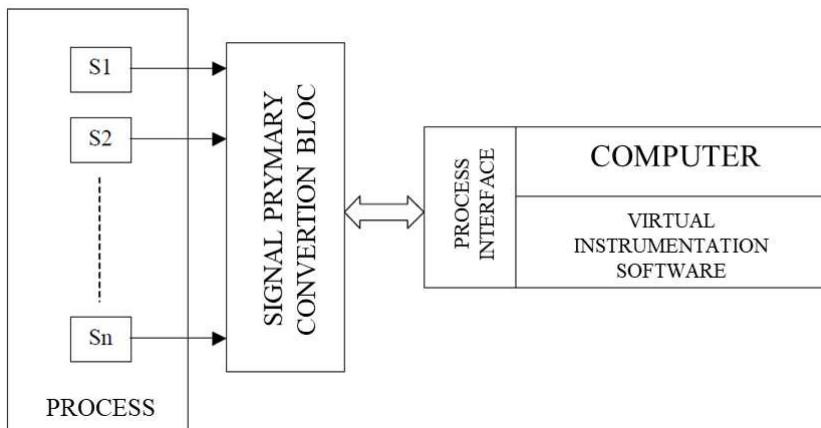 S1
S2
Sn
PROCESS
SIGNAL PRYMARY
CONVERTION BLOC
PROCESS
INTERFACE
COMPUTER
VIRTUAL
INSTRUMENTATION
SOFTWARE